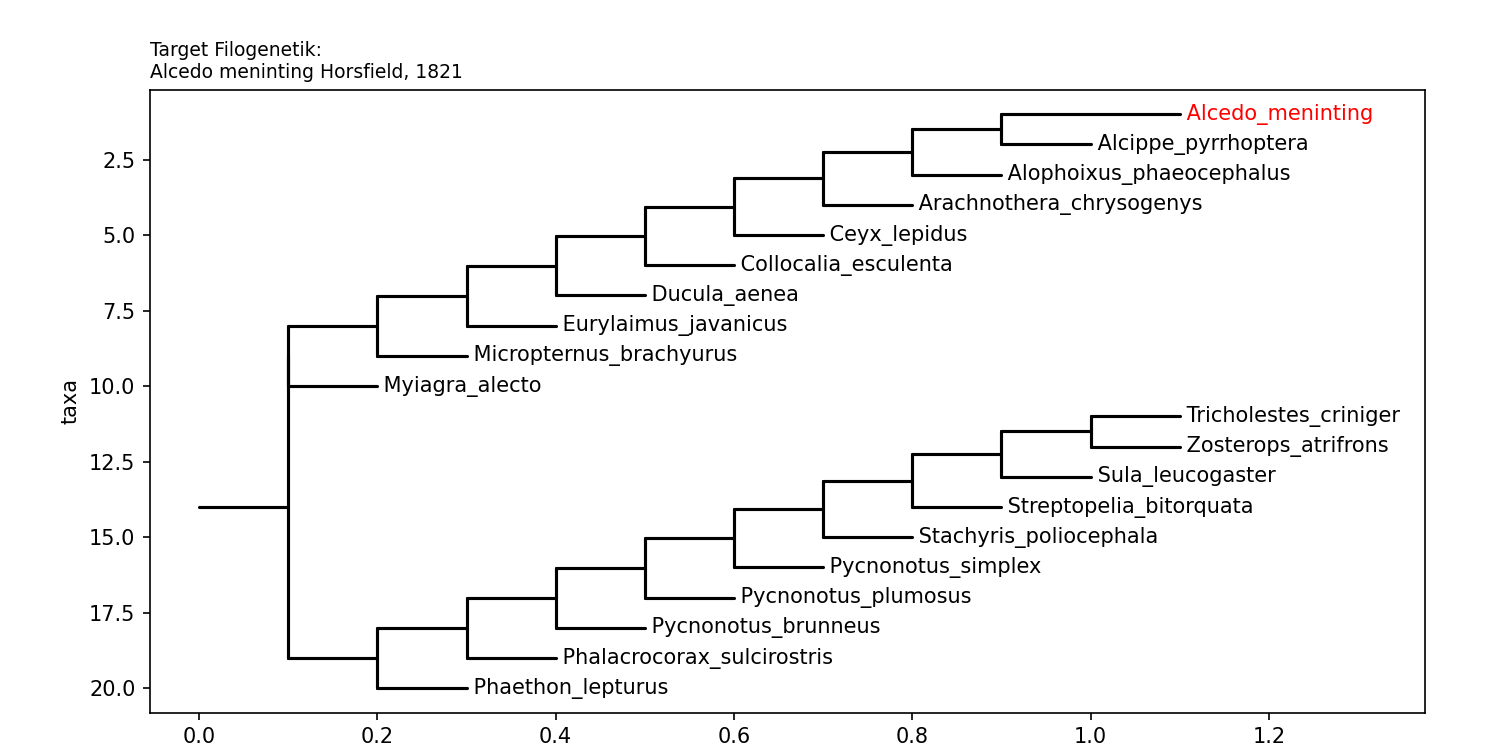 Target Filogenetik:
Alcedo meninting Horsfield, 1821
Alcedo_meninting
Alcippe_pyrrhoptera
2.5
Alophoixus_phaeocephalus
Arachnothera_chrysogenys
5.0
Ceyx_lepidus
Collocalia_esculenta
Ducula_aenea
7.5
Eurylaimus_javanicus
Micropternus_brachyurus
10.0
Myiagra_alecto
taxa
Tricholestes_criniger
Zosterops_atrifrons
12.5
Sula_leucogaster
Streptopelia_bitorquata
15.0
Stachyris_poliocephala
Pycnonotus_simplex
Pycnonotus_plumosus
17.5
Pycnonotus_brunneus
Phalacrocorax_sulcirostris
20.0
Phaethon_lepturus
0.0 0.2 0.4 0.6 0.8 1.0 1.2